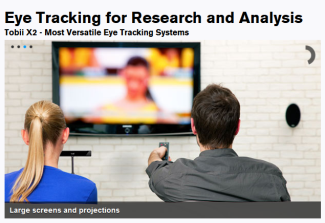 Eye Tracking for Research and Analysis
Tobii X2 - Most Versatile Eye Tracking Systems
Large screens and projections